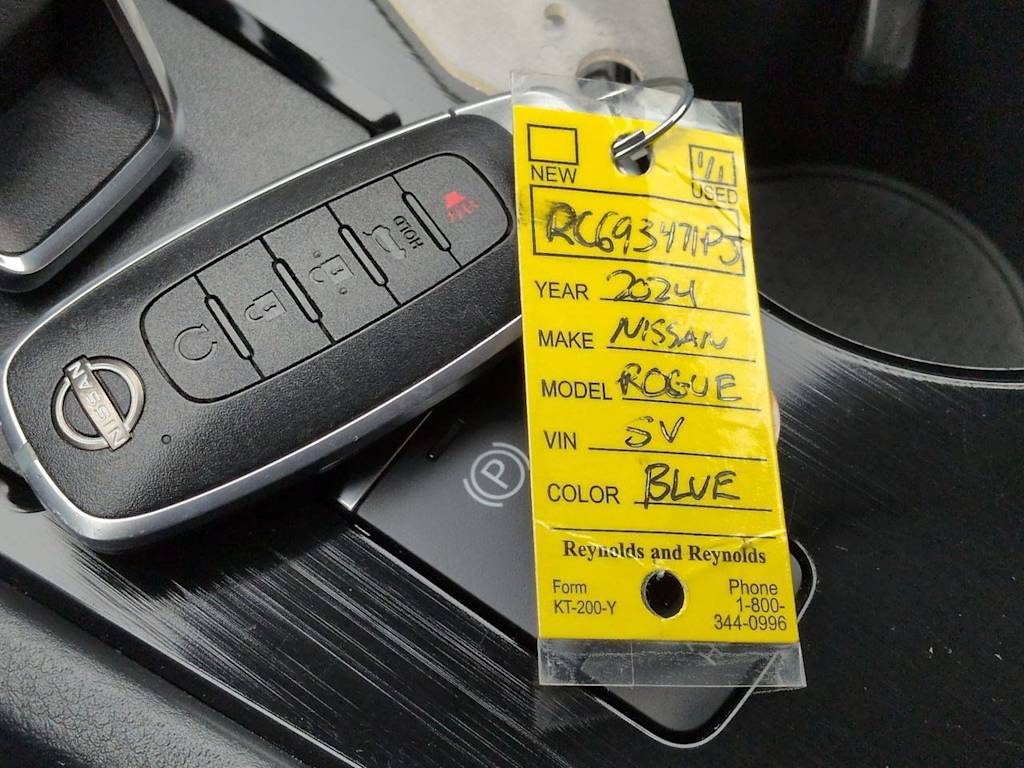 NISSAN
HOLD
P
NEW
USED
RC693471PJ
YEAR 2024
MAKE NISSAN
MODEL ROGUE
VIN SV
COLOR BLUE
Reynolds and Reynolds
Form
KT-200-Y
Phone
1-800-
344-0996